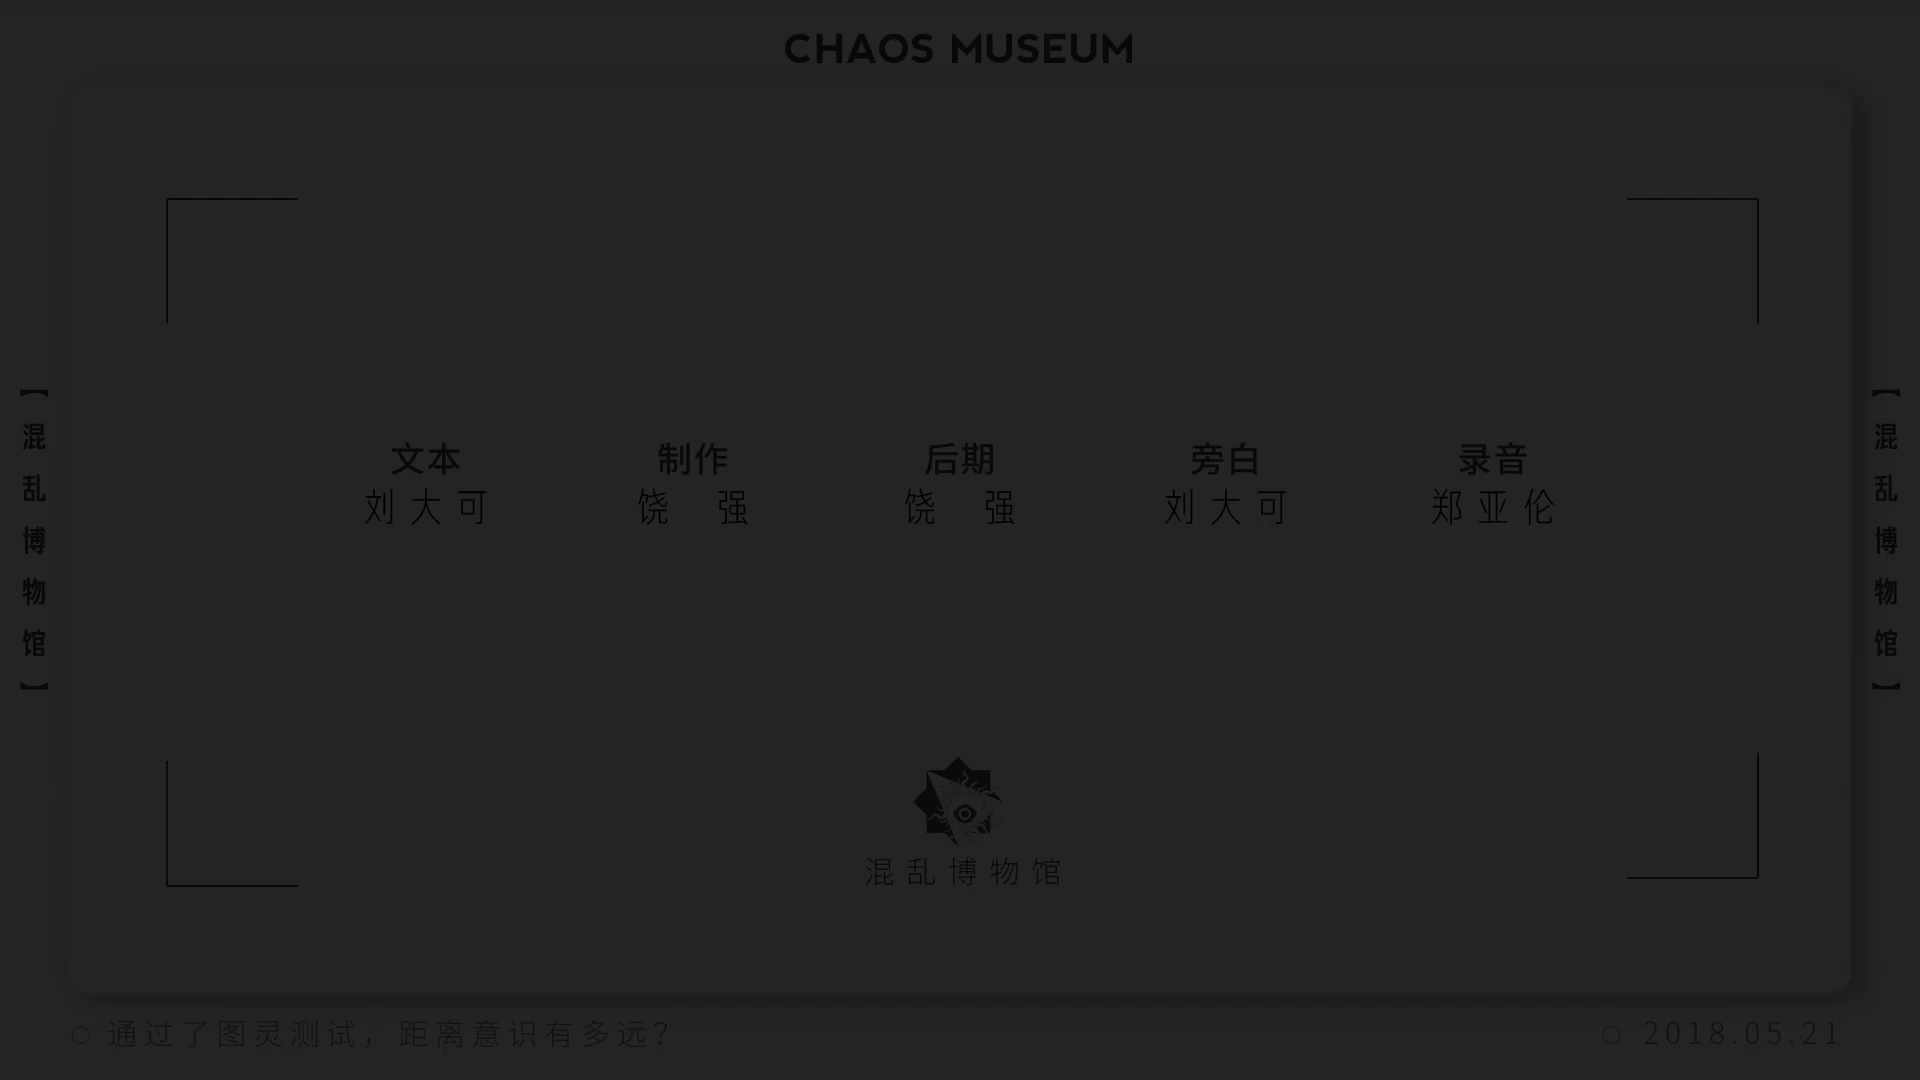 CHAOS MUSEUM
【混乱博物馆】
文本 制作 后期 旁白 录音
刘大可 饶强 饶强 刘大可 郑亚伦
混乱博物馆
【混乱博物馆】
通过了图灵测试，距离意识有多远？
2018.05.21